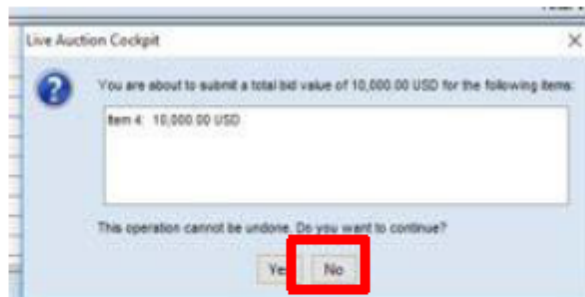 Live Auction Cockpit
You are about to submit a total bid value of 10,000.00 USD for the following items:
Item 4: 10,000.00 USD
This operation cannot be undone. Do you want to continue?
Yes No